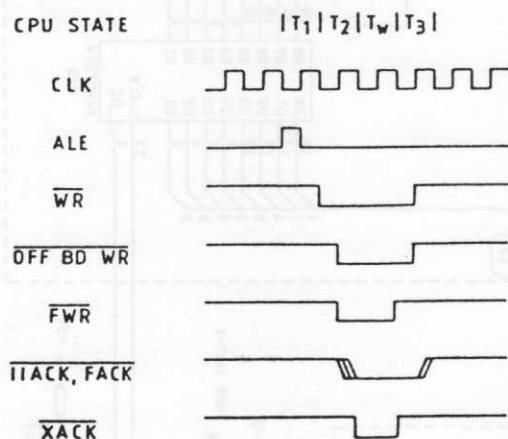 CPU STATE |T1|T2|Tw|T3|
CLK
ALE
WR
OFF BD WR
FWR
IIACK, FACK
XACK